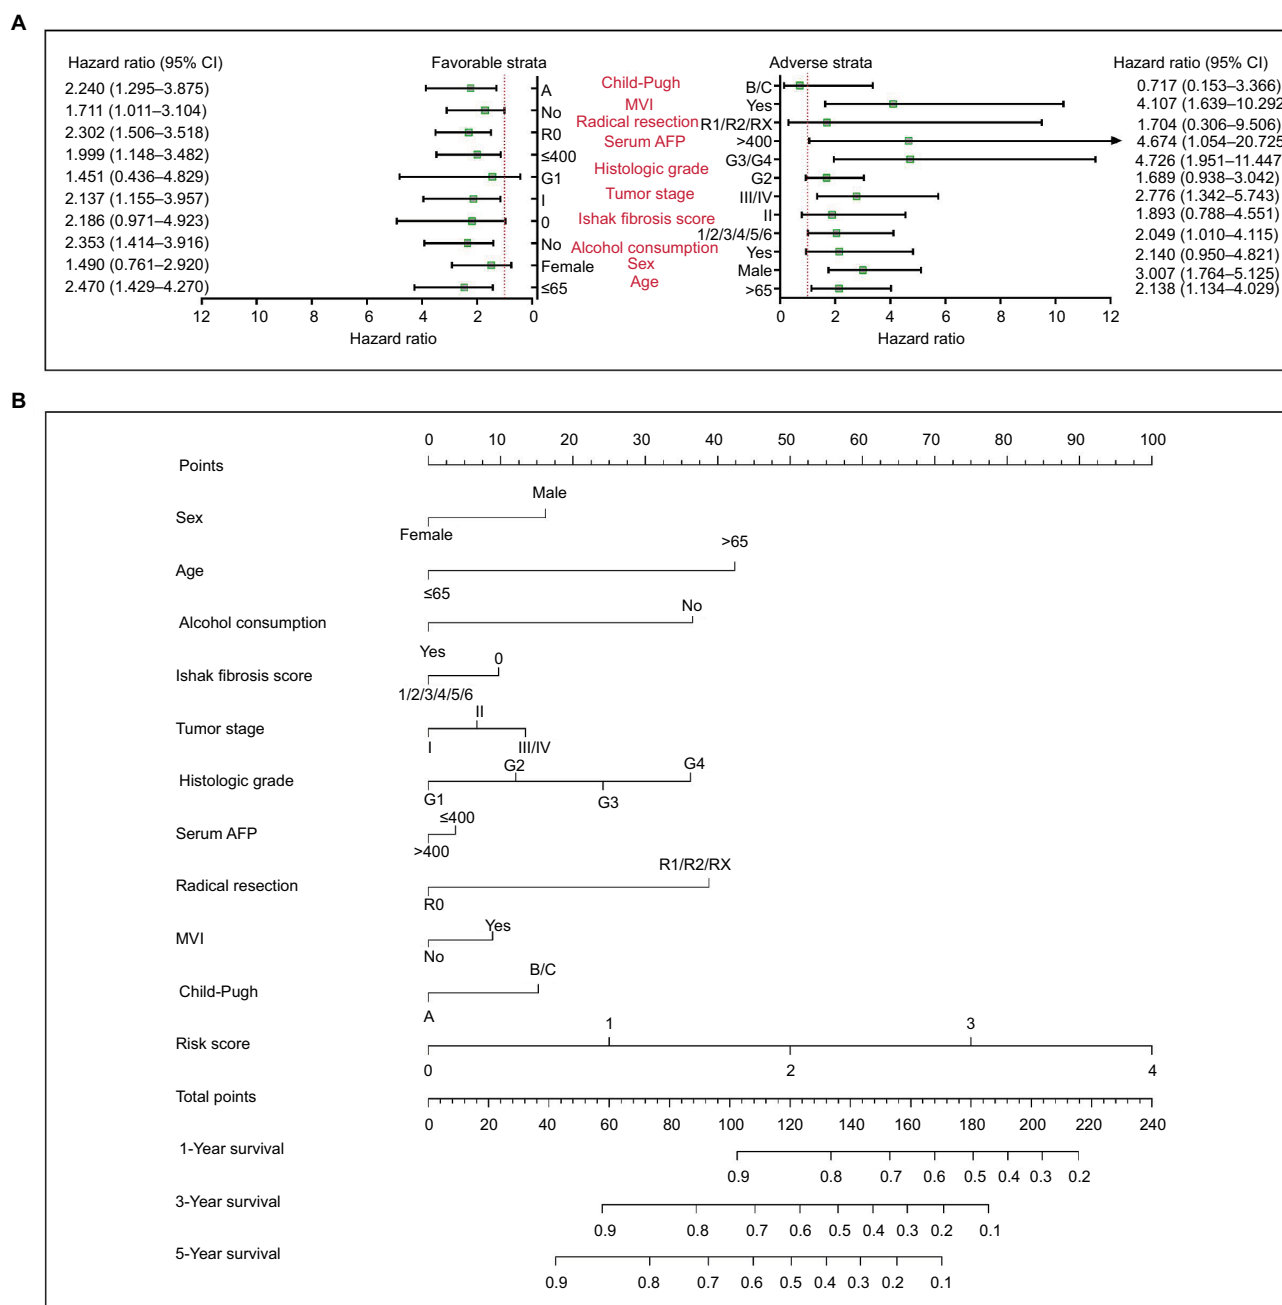 A
Hazard ratio (95% CI)
Favorable strata
Adverse strata
Hazard ratio (95% CI)
2.240 (1.295–3.875)
A
Child-Pugh
B/C
0.717 (0.153–3.366)
1.711 (1.011–3.104)
No
MVI
Yes
4.107 (1.639–10.292)
2.302 (1.506–3.518)
R0
Radical resection
R1/R2/RX
1.704 (0.306–9.506)
1.999 (1.148–3.482)
≤400
Serum AFP
>400
4.674 (1.054–20.725)
1.451 (0.436–4.829)
G1
Histologic grade
G3/G4
4.726 (1.951–11.447)
G2
1.689 (0.938–3.042)
2.137 (1.155–3.957)
I
Tumor stage
III/IV
2.776 (1.342–5.743)
II
1.893 (0.788–4.551)
2.186 (0.971–4.923)
0
Ishak fibrosis score
1/2/3/4/5/6
2.049 (1.010–4.115)
2.353 (1.414–3.916)
No
Alcohol consumption
Yes
2.140 (0.950–4.821)
1.490 (0.761–2.920)
Female
Sex
Male
3.007 (1.764–5.125)
2.470 (1.429–4.270)
≤65
Age
>65
2.138 (1.134–4.029)
12 12 8 6 4 2 0
0 2 4 6 8 10 12
Hazard ratio
Hazard ratio
B
0 10 20 30 40 50 60 70 80 90 100
Points
Male
Sex
Female
>65
Age
≤65
No
Alcohol consumption
Yes
0
Ishak fibrosis score
1/2/3/4/5/6
II
Tumor stage
I III/IV
G2 G4
Histologic grade
G1 G3
≤400
Serum AFP
>400
R1/R2/RX
Radical resection
R0
Yes
MVI
No
B/C
Child-Pugh
A
1 3
Risk score
0 2 4
Total points
0 20 40 60 80 100 120 140 160 180 200 220 240
1-Year survival
0.9 0.8 0.7 0.6 0.5 0.4 0.3 0.2
3-Year survival
0.9 0.8 0.7 0.6 0.5 0.4 0.3 0.2 0.1
5-Year survival
0.9 0.8 0.7 0.6 0.5 0.4 0.3 0.2 0.1